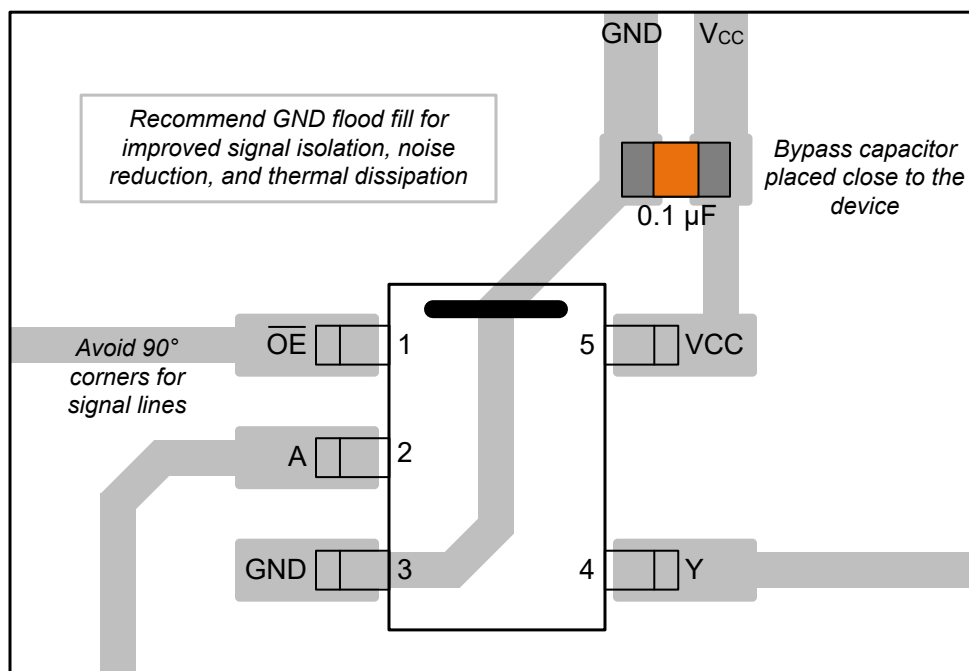 GND
Vcc
Recommend GND flood fill for
improved signal isolation, noise
reduction, and thermal dissipation
Bypass capacitor
placed close to the
device
0.1 µF
O̅E̅
1
5
VCC
Avoid 90°
corners for
signal lines
A
2
GND
3
4
Y